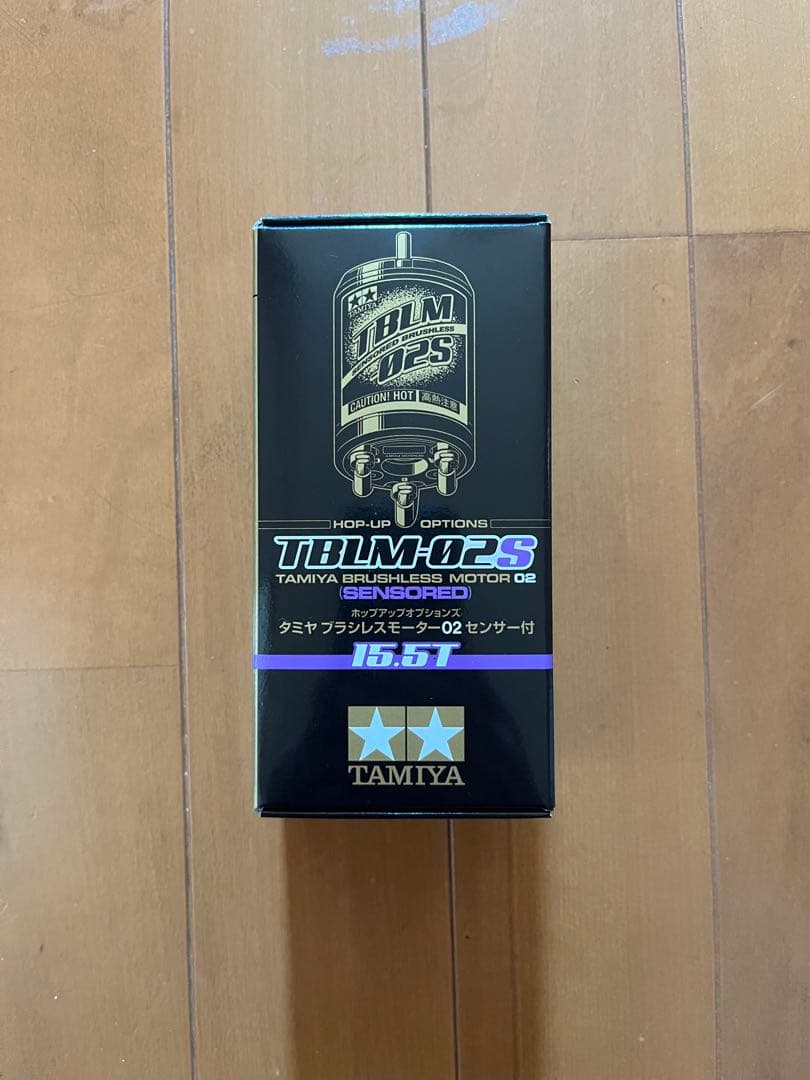 TAMIYA
TBLM
SENSORED BRUSHLESS
-02S
CAUTION! HOT 高熱注意
HOP-UP OPTIONS
TBLM-02S
TAMIYA BRUSHLESS MOTOR 02
(SENSORED)
ホップアップオプションズ
タミヤ ブラシレスモーター02 センサー付
15.5T
TAMIYA